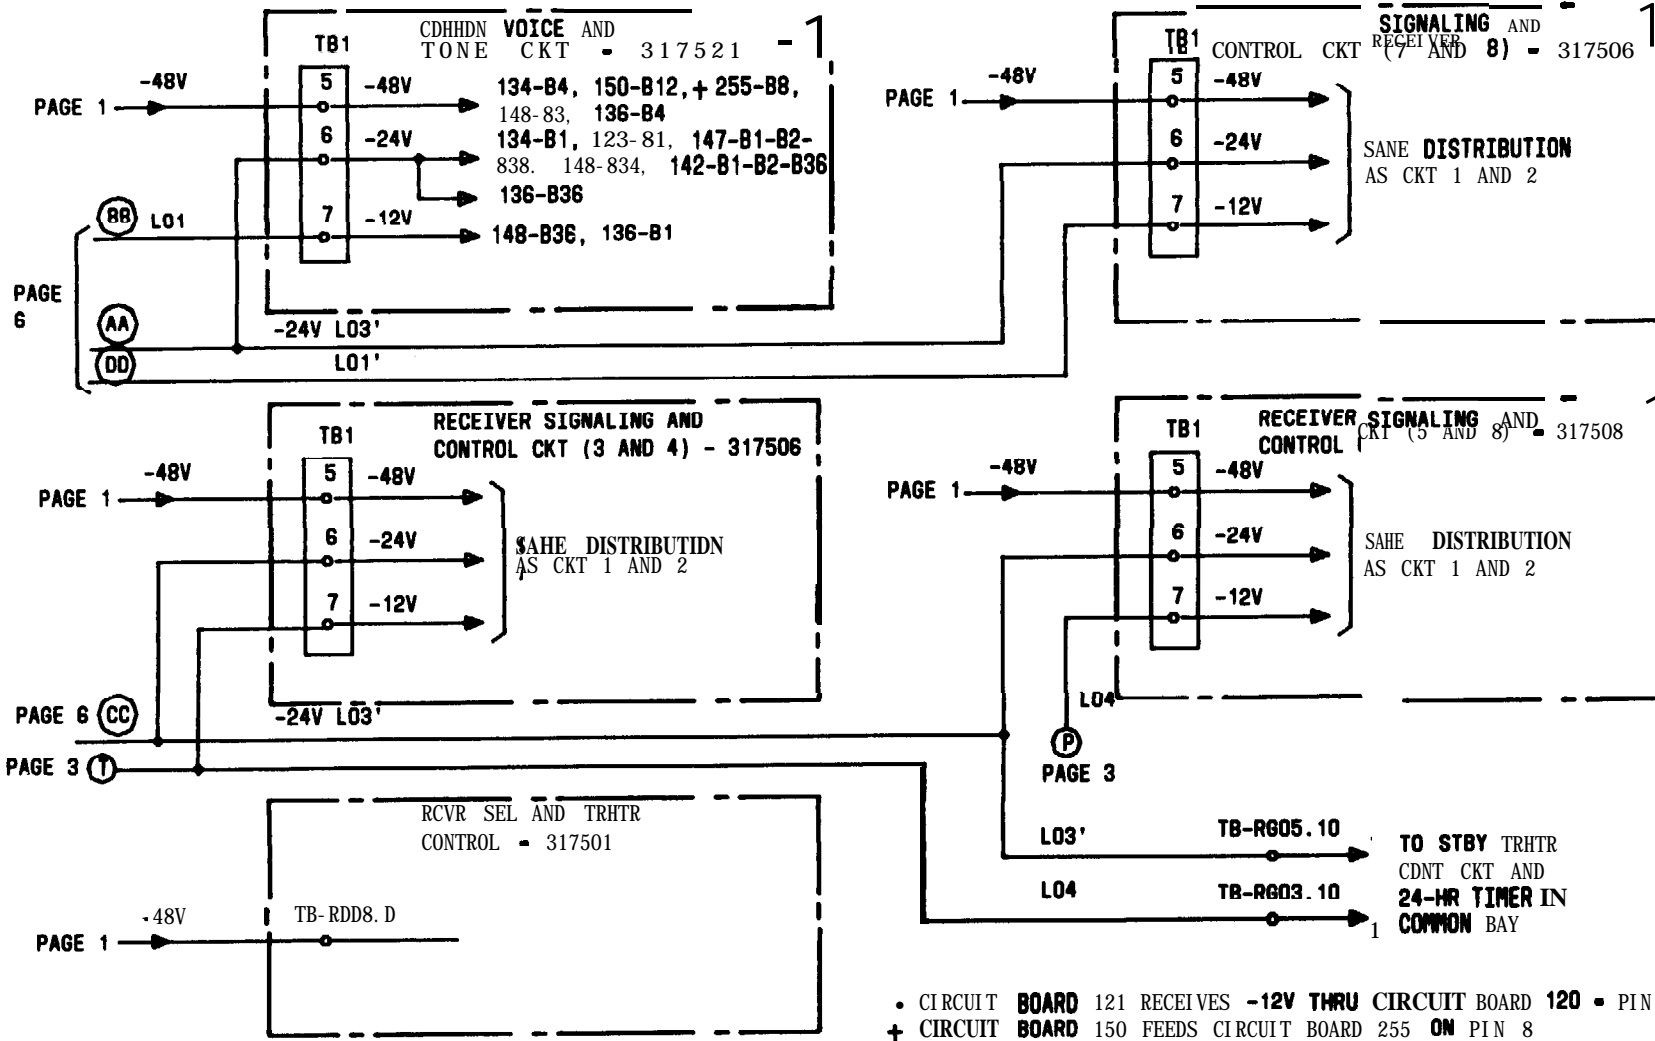 CDHHDN VOICE AND
TONE CKT - 317521
TB1
-48V
PAGE 1
5
-48V
134-B4, 150-B12, + 255-B8,
148-83, 136-B4
6
-24V
134-B1, 123-81, 147-B1-B2-
838. 148-834, 142-B1-B2-B36
136-B36
BB
L01
7
-12V
148-B36, 136-B1
PAGE
6
AA
-24V L03'
DD
L01'
SIGNALING AND
RECEIVER
TB1
CONTROL CKT (7 AND 8) - 317506
-48V
PAGE 1
5
-48V
6
-24V
SANE DISTRIBUTION
AS CKT 1 AND 2
7
-12V
RECEIVER SIGNALING AND
CONTROL CKT (3 AND 4) - 317506
TB1
-48V
PAGE 1
5
-48V
6
-24V
SAHE DISTRIBUTIDN
AS CKT 1 AND 2
7
-12V
PAGE 6 CC
-24V L03'
PAGE 3 T
RECEIVER SIGNALING AND
CKT (5 AND 8) - 317508
CONTROL
TB1
-48V
PAGE 1
5
-48V
6
-24V
SAHE DISTRIBUTION
AS CKT 1 AND 2
7
-12V
L04
P
PAGE 3
RCVR SEL AND TRHTR
CONTROL - 317501
-48V
TB-RDD8.D
PAGE 1
L03'
TB-RG05.10
L04
TB-RG03.10
TO STBY TRHTR
CDNT CKT AND
24-HR TIMER IN
1 COMMON BAY
• CIRCUIT BOARD 121 RECEIVES -12V THRU CIRCUIT BOARD 120 - PIN
+ CIRCUIT BOARD 150 FEEDS CIRCUIT BOARD 255 ON PIN 8